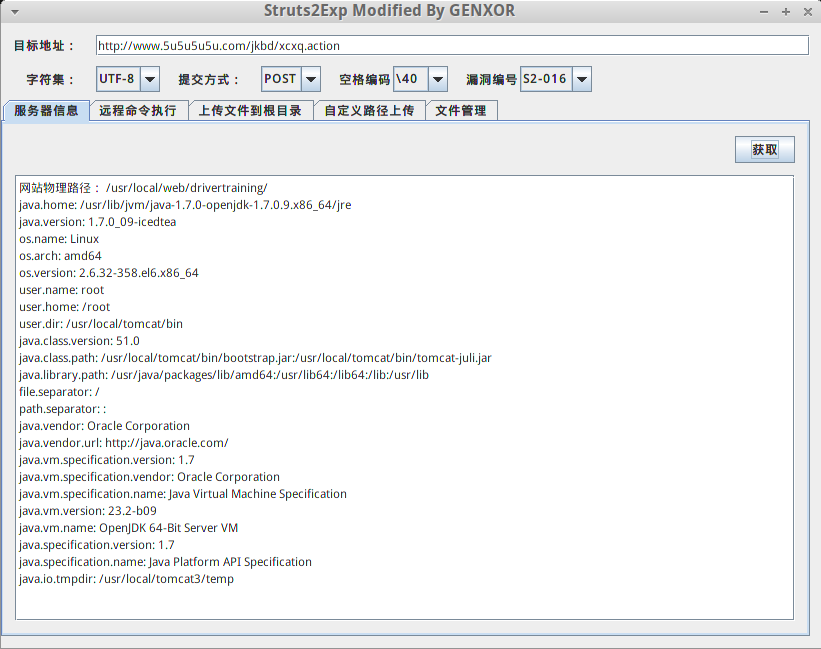 Struts2Exp Modified By GENXOR
目标地址： http://www.5u5u5u5u.com/jkbd/xcxq.action
字符集： UTF-8 提交方式： POST 空格编码 \40 漏洞编号 S2-016
服务器信息 远程命令执行 上传文件到根目录 自定义路径上传 文件管理
获取
网站物理路径： /usr/local/web/drivertraining/
java.home: /usr/lib/jvm/java-1.7.0-openjdk-1.7.0.9.x86_64/jre
java.version: 1.7.0_09-icedtea
os.name: Linux
os.arch: amd64
os.version: 2.6.32-358.el6.x86_64
user.name: root
user.home: /root
user.dir: /usr/local/tomcat/bin
java.class.version: 51.0
java.class.path: /usr/local/tomcat/bin/bootstrap.jar:/usr/local/tomcat/bin/tomcat-juli.jar
java.library.path: /usr/java/packages/lib/amd64:/usr/lib64:/lib64:/lib:/usr/lib
file.separator: /
path.separator: :
java.vendor: Oracle Corporation
java.vendor.url: http://java.oracle.com/
java.vm.specification.version: 1.7
java.vm.specification.vendor: Oracle Corporation
java.vm.specification.name: Java Virtual Machine Specification
java.vm.version: 23.2-b09
java.vm.name: OpenJDK 64-Bit Server VM
java.specification.version: 1.7
java.specification.name: Java Platform API Specification
java.io.tmpdir: /usr/local/tomcat3/temp